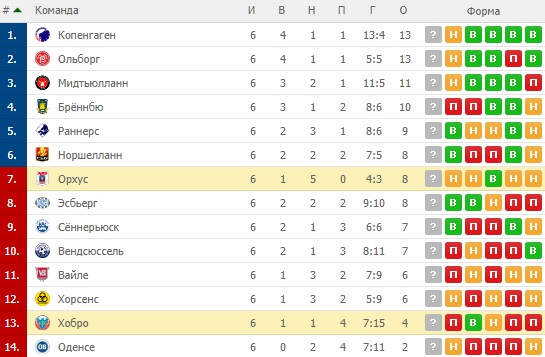 # Команда И В Н П Г О Форма
1. Копенгаген 6 4 1 1 13:4 13 ? Н В В В В
2. Ольборг 6 4 1 1 5:5 13 ? Н В В П В
3. Мидтьюлланн 6 3 2 1 11:5 11 ? Н В В В П
4. Брённбю 6 3 1 2 8:6 10 ? П П В В Н
5. Раннерс 6 2 3 1 8:6 9 ? В Н Н В Н
6. Норшелланн 6 2 2 2 7:5 8 ? В П П Н В
7. Орхус 6 1 5 0 4:3 8 ? Н Н В Н Н
8. Эсбьерг 6 2 2 2 9:10 8 ? В В Н П П
9. Сённерьюск 6 2 1 3 6:6 7 ? В П П В Н
10. Вендсюссель 6 2 1 3 8:11 7 ? П Н П П В
11. Вайле 6 1 3 2 7:9 6 ? П Н П Н Н
12. Хорсенс 6 1 3 2 5:9 6 ? Н П Н П Н
13. Хобро 6 1 1 4 7:15 4 ? П В Н П П
14. Оденсе 6 0 2 4 7:11 2 ? Н П П Н П